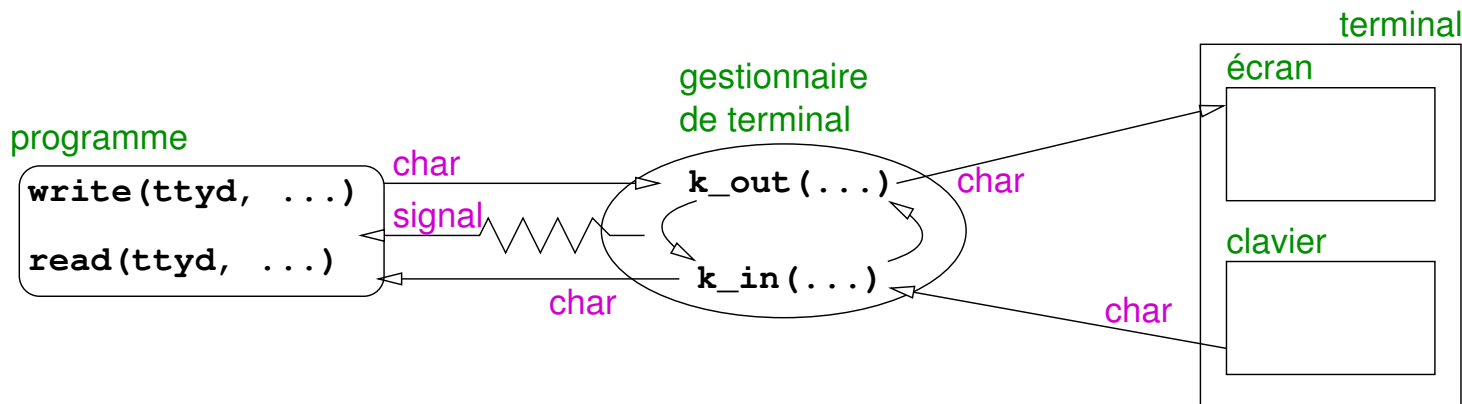 terminal
écran
gestionnaire
de terminal
programme
char
write(ttyd, ...)
k_out(...)
char
signal
clavier
read(ttyd, ...)
k_in(...)
char
char